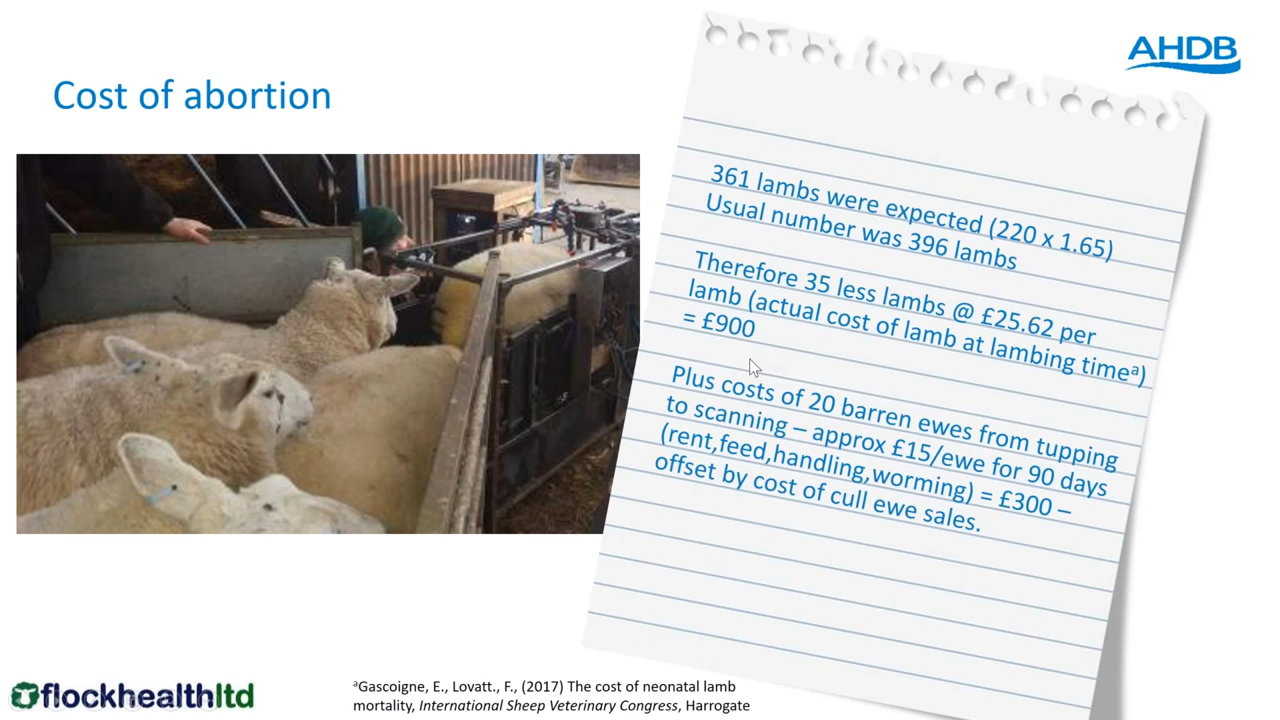 AHDB
Cost of abortion
361 lambs were expected (220 x 1.65)
Usual number was 396 lambs
Therefore 35 less lambs @ £25.62 per
lamb (actual cost of lamb at lambing timeᵃ)
= £900
Plus costs of 20 barren ewes from tupping
to scanning – approx £15/ewe for 90 days
(rent,feed,handling,worming) = £300 –
offset by cost of cull ewe sales.
flockhealthltd
ᵃGascoigne, E., Lovatt., F., (2017) The cost of neonatal lamb
mortality, International Sheep Veterinary Congress, Harrogate